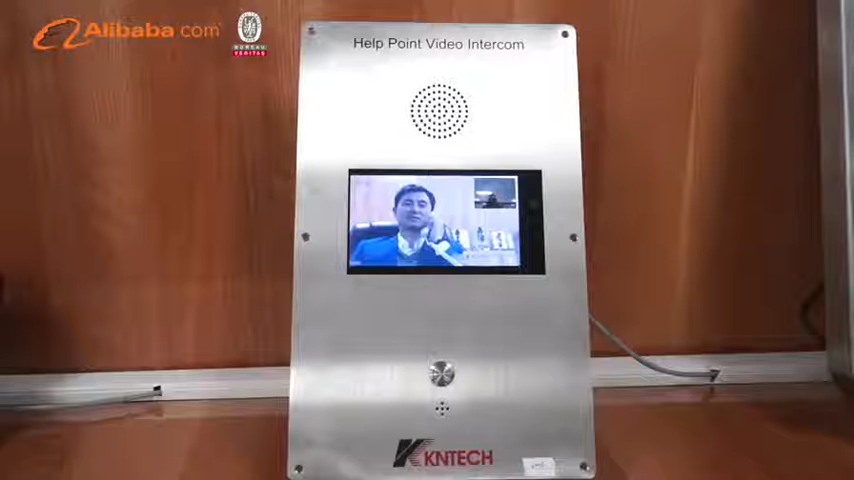 Alibaba.com
BUREAU
VERITAS
Help Point Video Intercom
KNTECH